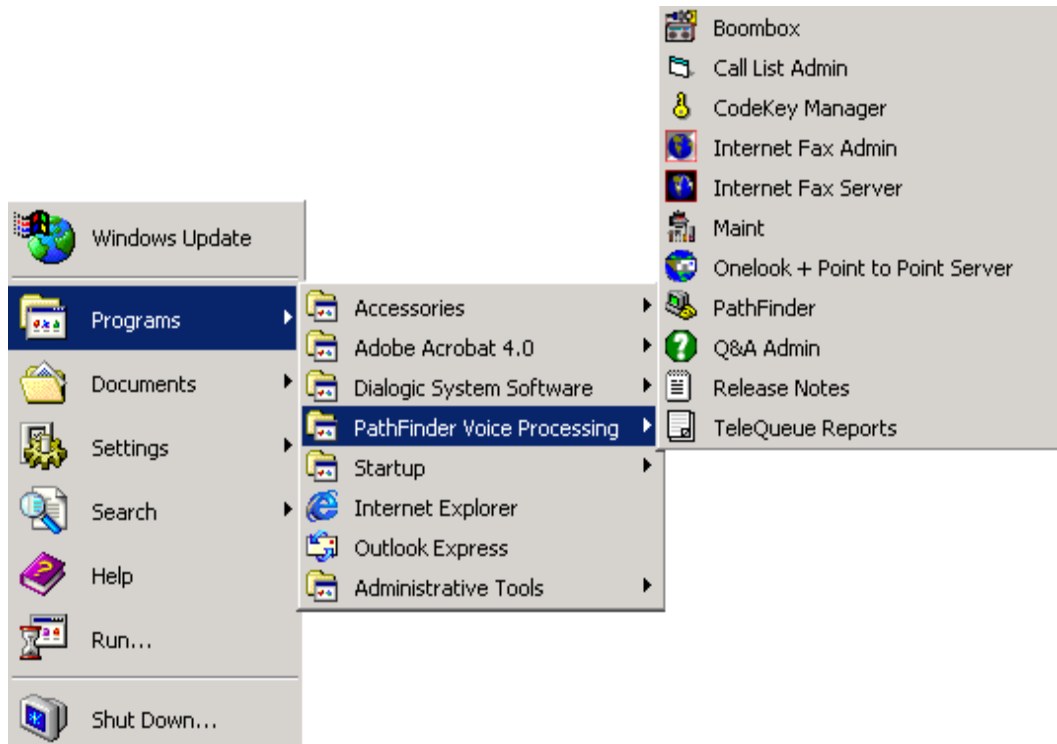 Windows Update
Programs
Documents
Settings
Search
Help
Run...
Shut Down...
Accessories
Adobe Acrobat 4.0
Dialogic System Software
PathFinder Voice Processing
Startup
Internet Explorer
Outlook Express
Administrative Tools
Boombox
Call List Admin
CodeKey Manager
Internet Fax Admin
Internet Fax Server
Maint
Onelook + Point to Point Server
PathFinder
Q&A Admin
Release Notes
TeleQueue Reports